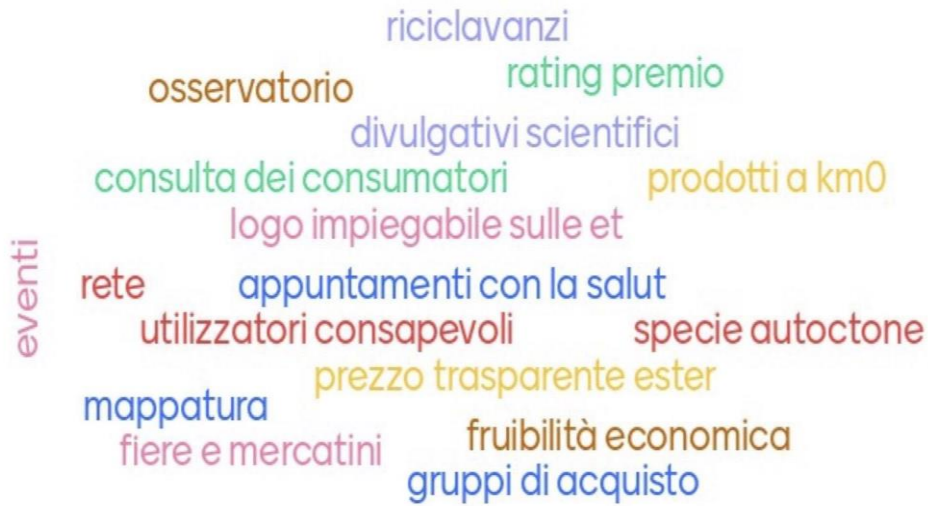 riciclavanzi
osservatorio
rating premio
divulgativi scientifici
consulta dei consumatori
prodotti a km0
logo impiegabile sulle et
eventi
rete
appuntamenti con la salut
utilizzatori consapevoli
specie autoctone
prezzo trasparente ester
mappatura
fiere e mercatini
fruibilità economica
gruppi di acquisto